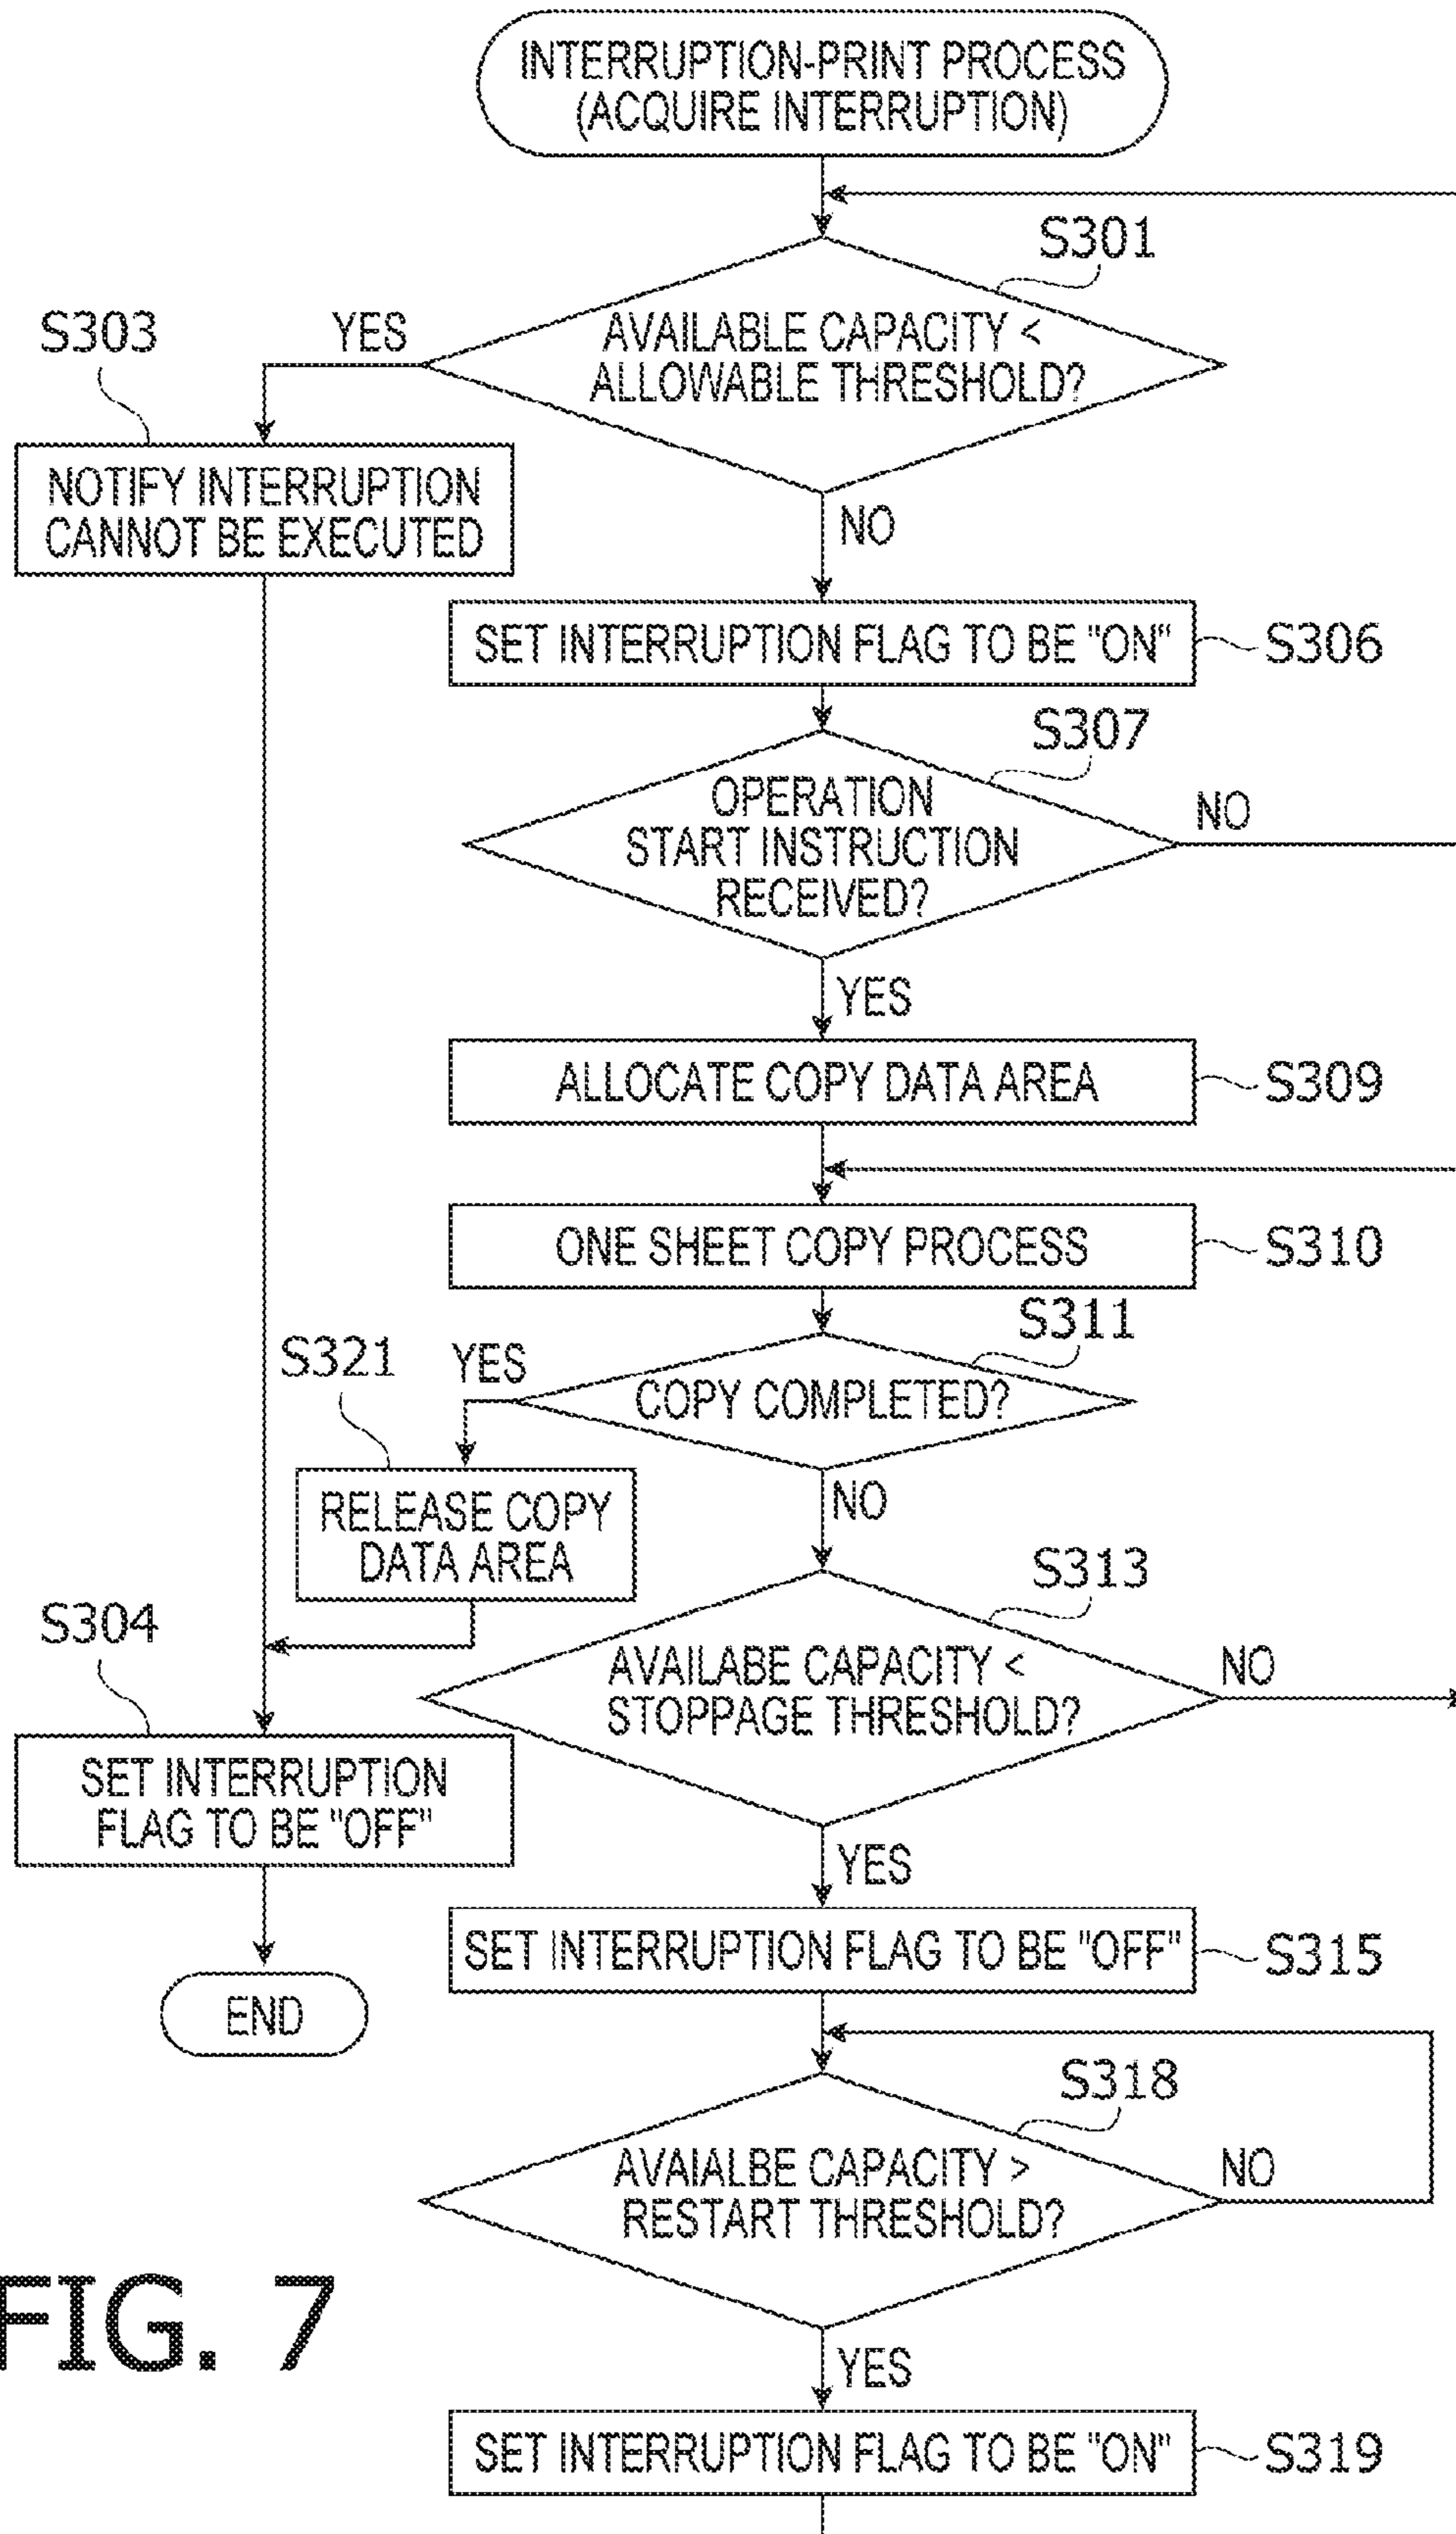 INTERRUPTION-PRINT PROCESS
(ACQUIRE INTERRUPTION)
S301
AVAILABLE CAPACITY <
ALLOWABLE THRESHOLD?
YES
S303
NOTIFY INTERRUPTION
CANNOT BE EXECUTED
NO
SET INTERRUPTION FLAG TO BE "ON"
S306
S307
OPERATION
START INSTRUCTION
RECEIVED?
NO
YES
ALLOCATE COPY DATA AREA
S309
ONE SHEET COPY PROCESS
S310
S311
COPY COMPLETED?
YES
S321
RELEASE COPY
DATA AREA
NO
S313
AVAILABE CAPACITY <
STOPPAGE THRESHOLD?
NO
S304
SET INTERRUPTION
FLAG TO BE "OFF"
END
YES
SET INTERRUPTION FLAG TO BE "OFF"
S315
S318
AVAIALBE CAPACITY >
RESTART THRESHOLD?
NO
YES
SET INTERRUPTION FLAG TO BE "ON"
S319
FIG. 7